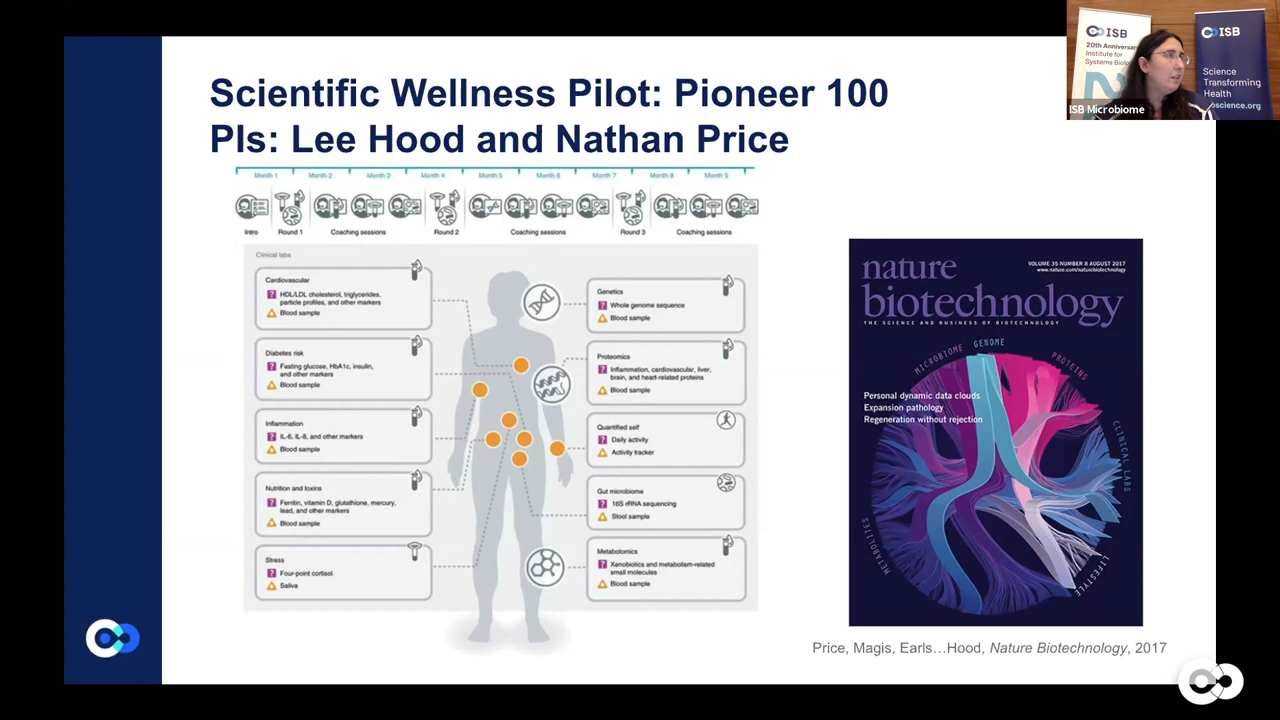 Scientific Wellness Pilot: Pioneer 100
PIs: Lee Hood and Nathan Price
Month 1 Month 2 Month 3 Month 4 Month 5 Month 6 Month 7 Month 8 Month 9
Intro Round 1 Coaching sessions Round 2 Coaching sessions Round 3 Coaching sessions
Clinical labs
Cardiovascular
? HDL/LDL cholesterol, triglycerides,
particle profiles, and other markers
Blood sample
Diabetes risk
? Fasting glucose, HbA1c, insulin,
and other markers
Blood sample
Inflammation
? IL-6, IL-8, and other markers
Blood sample
Nutrition and toxins
? Ferritin, vitamin D, glutathione, mercury,
lead, and other markers
Blood sample
Stress
? Four-point cortisol
Saliva
Genetics
? Whole genome sequence
Blood sample
Proteomics
? Inflammation, cardiovascular, liver,
brain, and heart-related proteins
Blood sample
Quantified self
? Daily activity
Activity tracker
Gut microbiome
? 16S rRNA sequencing
Stool sample
Metabolomics
? Xenobiotics and metabolism-related
small molecules
Blood sample
VOLUME 35 NUMBER 8 AUGUST 2017
www.nature.com/naturebiotechnology
nature
biotechnology
THE SCIENCE AND BUSINESS OF BIOTECHNOLOGY
MICROBIOME
GENOME
PROTEINS
Personal dynamic data clouds
Expansion pathology
Regeneration without rejection
CLINICAL LABS
METABOLITES
LIFESTYLE
Price, Magis, Earls…Hood, Nature Biotechnology, 2017
ISB
20th
Institute for
Systems
ISB
Science
Transforming
Health
ISB Microbiome